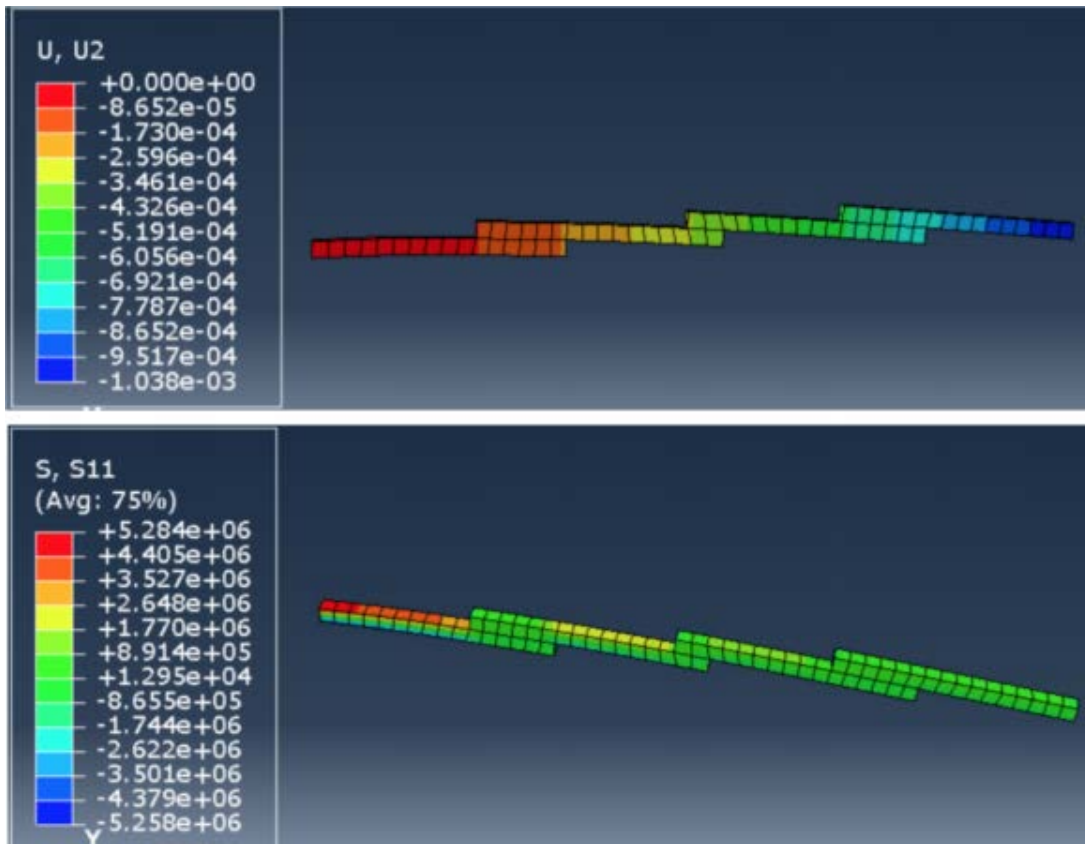 U, U2
+0.000e+00
-8.652e-05
-1.730e-04
-2.596e-04
-3.461e-04
-4.326e-04
-5.191e-04
-6.056e-04
-6.921e-04
-7.787e-04
-8.652e-04
-9.517e-04
-1.038e-03
S, S11
(Avg: 75%)
+5.284e+06
+4.405e+06
+3.527e+06
+2.648e+06
+1.770e+06
+8.914e+05
+1.295e+04
-8.655e+05
-1.744e+06
-2.622e+06
-3.501e+06
-4.379e+06
-5.258e+06
Y